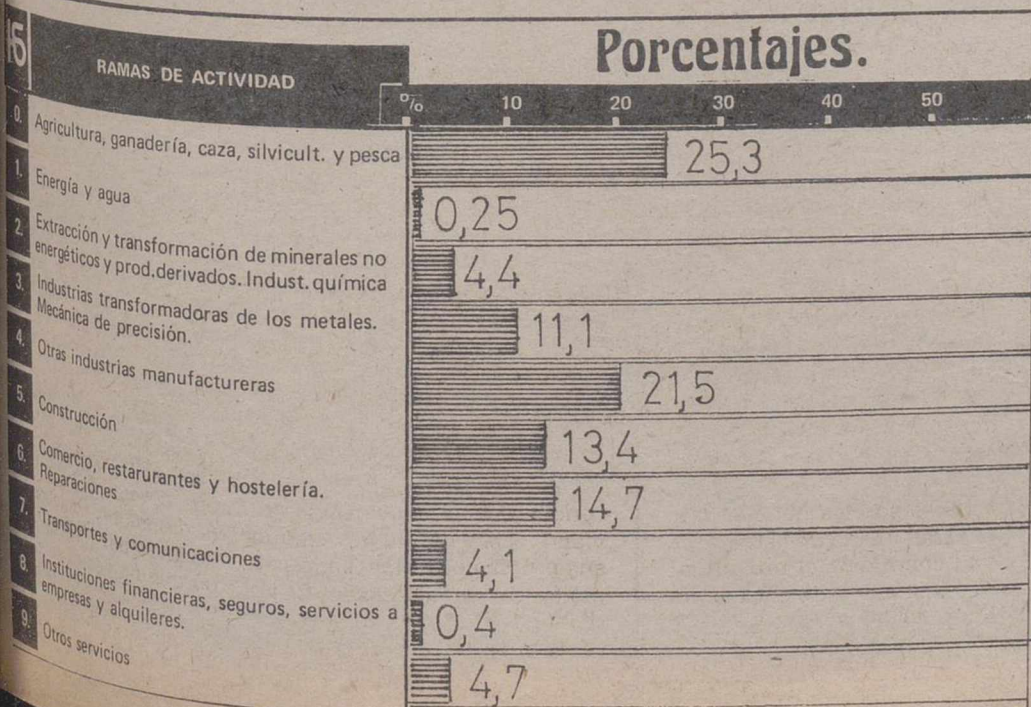 15
Porcentajes.
RAMAS DE ACTIVIDAD
% 10 20 30 40 50
0. Agricultura, ganadería, caza, silvicult. y pesca 25,3
1. Energía y agua 0,25
2. Extracción y transformación de minerales no
energéticos y prod.derivados. Indust. química 4,4
3. Industrias transformadoras de los metales.
Mecánica de precisión. 11,1
4. Otras industrias manufactureras 21,5
5. Construcción 13,4
6. Comercio, restarurantes y hostelería.
Reparaciones 14,7
7. Transportes y comunicaciones 4,1
8. Instituciones financieras, seguros, servicios a
empresas y alquileres. 0,4
9. Otros servicios 4,7